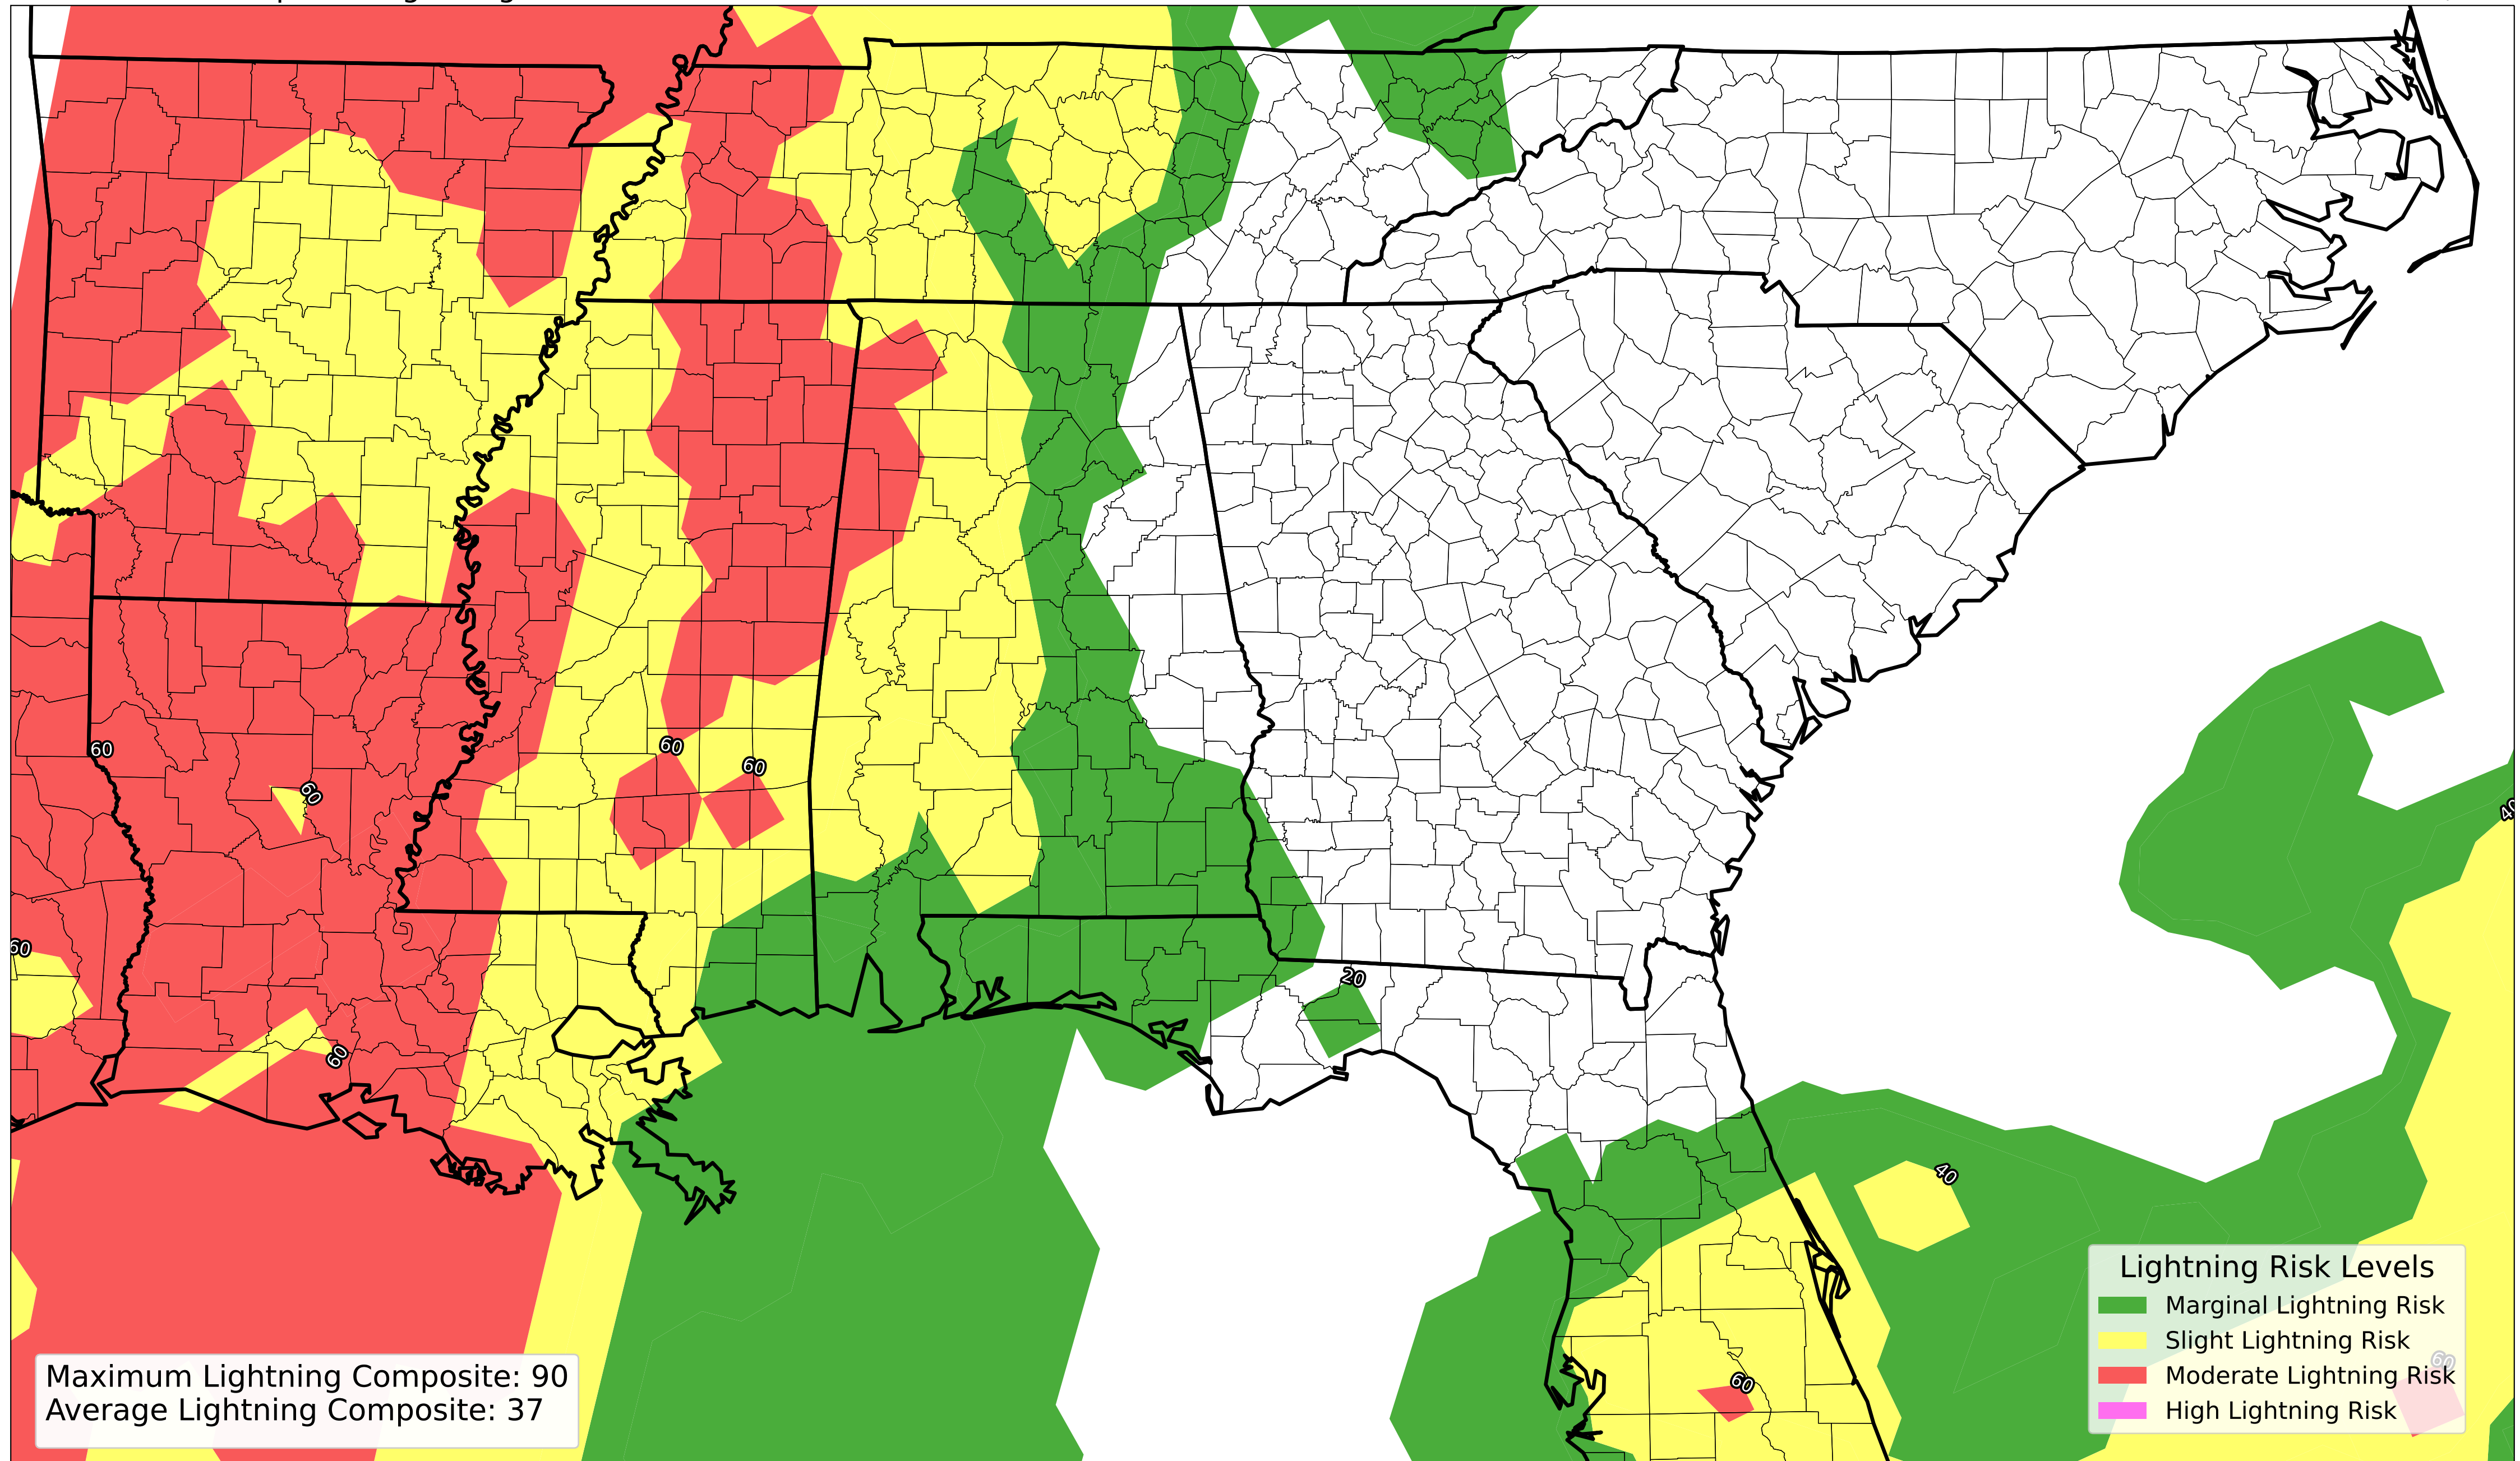 60
60
60
60
60
20
60
40
40
60
60
Lightning Risk Levels
Marginal Lightning Risk
Slight Lightning Risk
Moderate Lightning Risk
High Lightning Risk
Maximum Lightning Composite: 90
Average Lightning Composite: 37